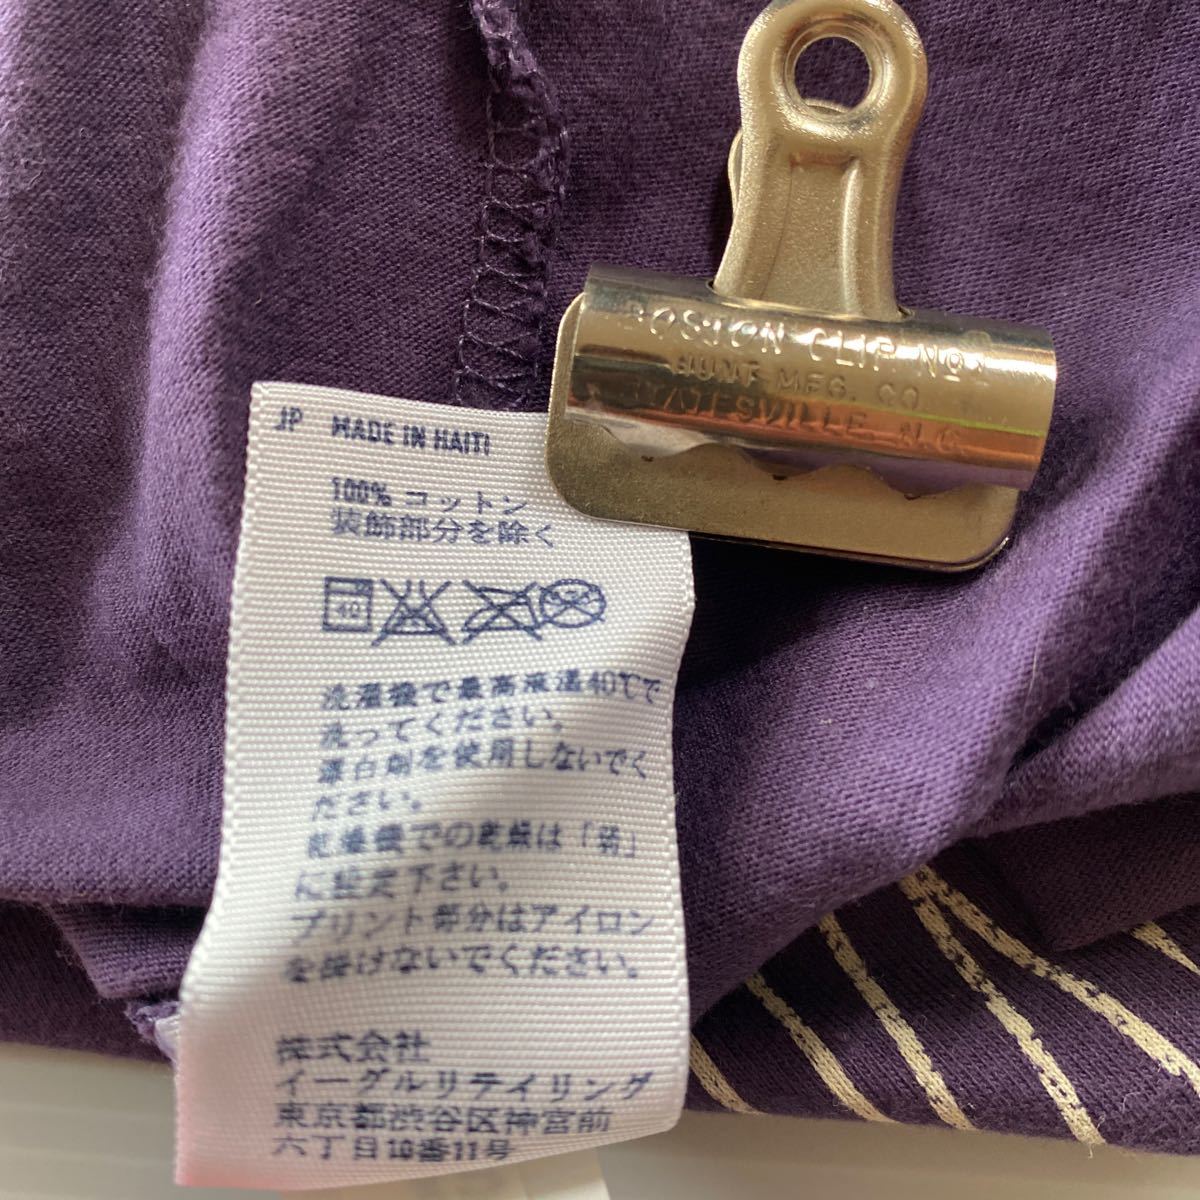 BOSTON CLIP No 2
HUNT MFG. CO.
STATESVILLE, N.C.
JP MADE IN HAITI
100% コットン
装飾部分を除く
40
洗濯機で最高水温40℃で
洗ってください。
漂白剤を使用しないでく
ださい。
乾燥機での乾燥は「弱」
に設定下さい。
プリント部分はアイロン
を掛けないでください。
株式会社
イーグルリテイリング
東京都渋谷区神宮前
六丁目10番11号